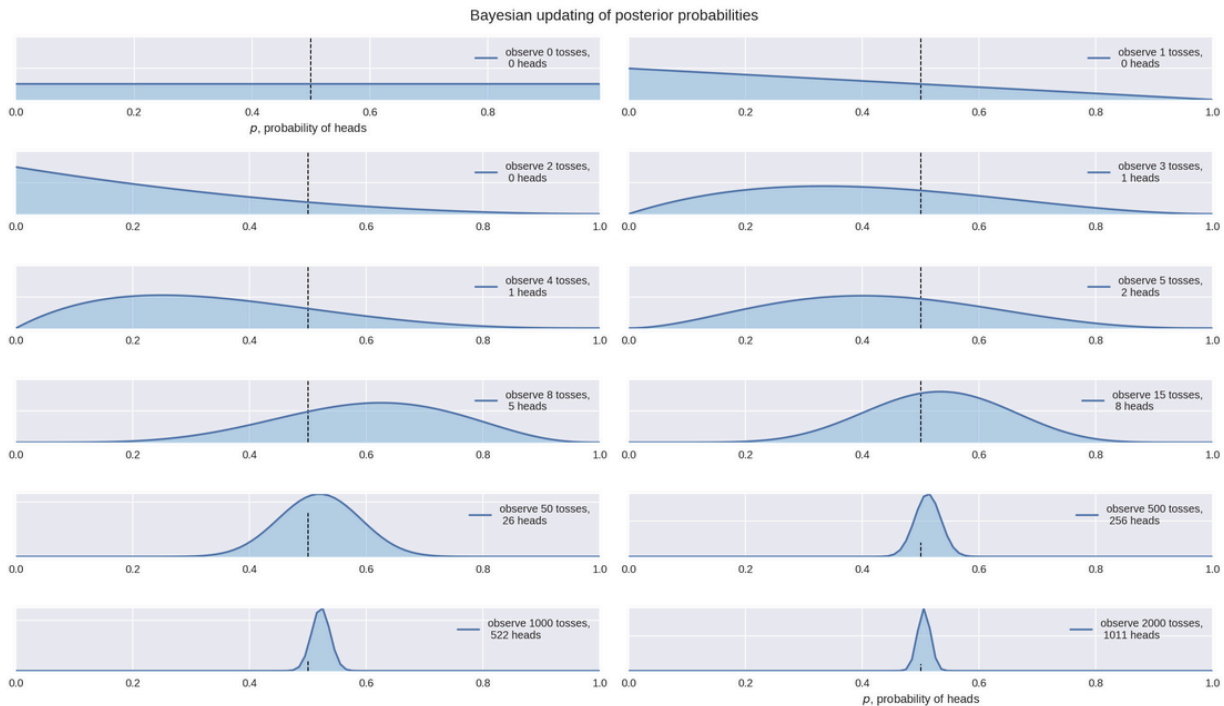 Bayesian updating of posterior probabilities
observe 0 tosses,
0 heads
0.0 0.2 0.4 0.6 0.8
p, probability of heads
observe 1 tosses,
0 heads
0.0 0.2 0.4 0.6 0.8 1.0
observe 2 tosses,
0 heads
0.0 0.2 0.4 0.6 0.8 1.0
observe 3 tosses,
1 heads
0.0 0.2 0.4 0.6 0.8 1.0
observe 4 tosses,
1 heads
0.0 0.2 0.4 0.6 0.8 1.0
observe 5 tosses,
2 heads
0.0 0.2 0.4 0.6 0.8 1.0
observe 8 tosses,
5 heads
0.0 0.2 0.4 0.6 0.8 1.0
observe 15 tosses,
8 heads
0.0 0.2 0.4 0.6 0.8 1.0
observe 50 tosses,
26 heads
0.0 0.2 0.4 0.6 0.8 1.0
observe 500 tosses,
256 heads
0.0 0.2 0.4 0.6 0.8 1.0
observe 1000 tosses,
522 heads
0.0 0.2 0.4 0.6 0.8 1.0
observe 2000 tosses,
1011 heads
0.0 0.2 0.4 0.6 0.8 1.0
p, probability of heads